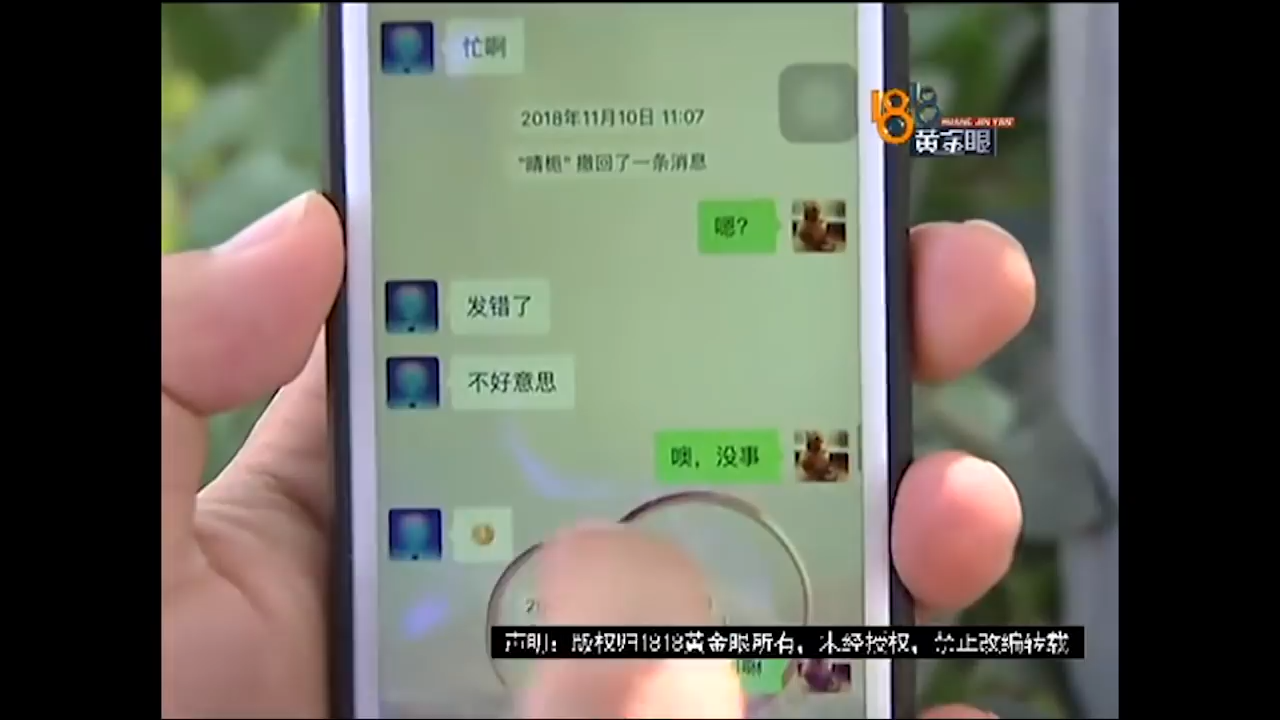 忙啊
2018年11月10日 11:07
1818
HUANG JIN YAN
黄金眼
"晴栀" 撤回了一条消息
嗯?
发错了
不好意思
噢，没事
声明：版权归1818黄金眼所有，未经授权，禁止改编转载